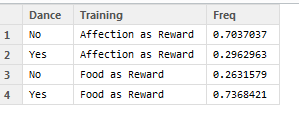 Dance Training Freq
1 No Affection as Reward 0.7037037
2 Yes Affection as Reward 0.2962963
3 No Food as Reward 0.2631579
4 Yes Food as Reward 0.7368421